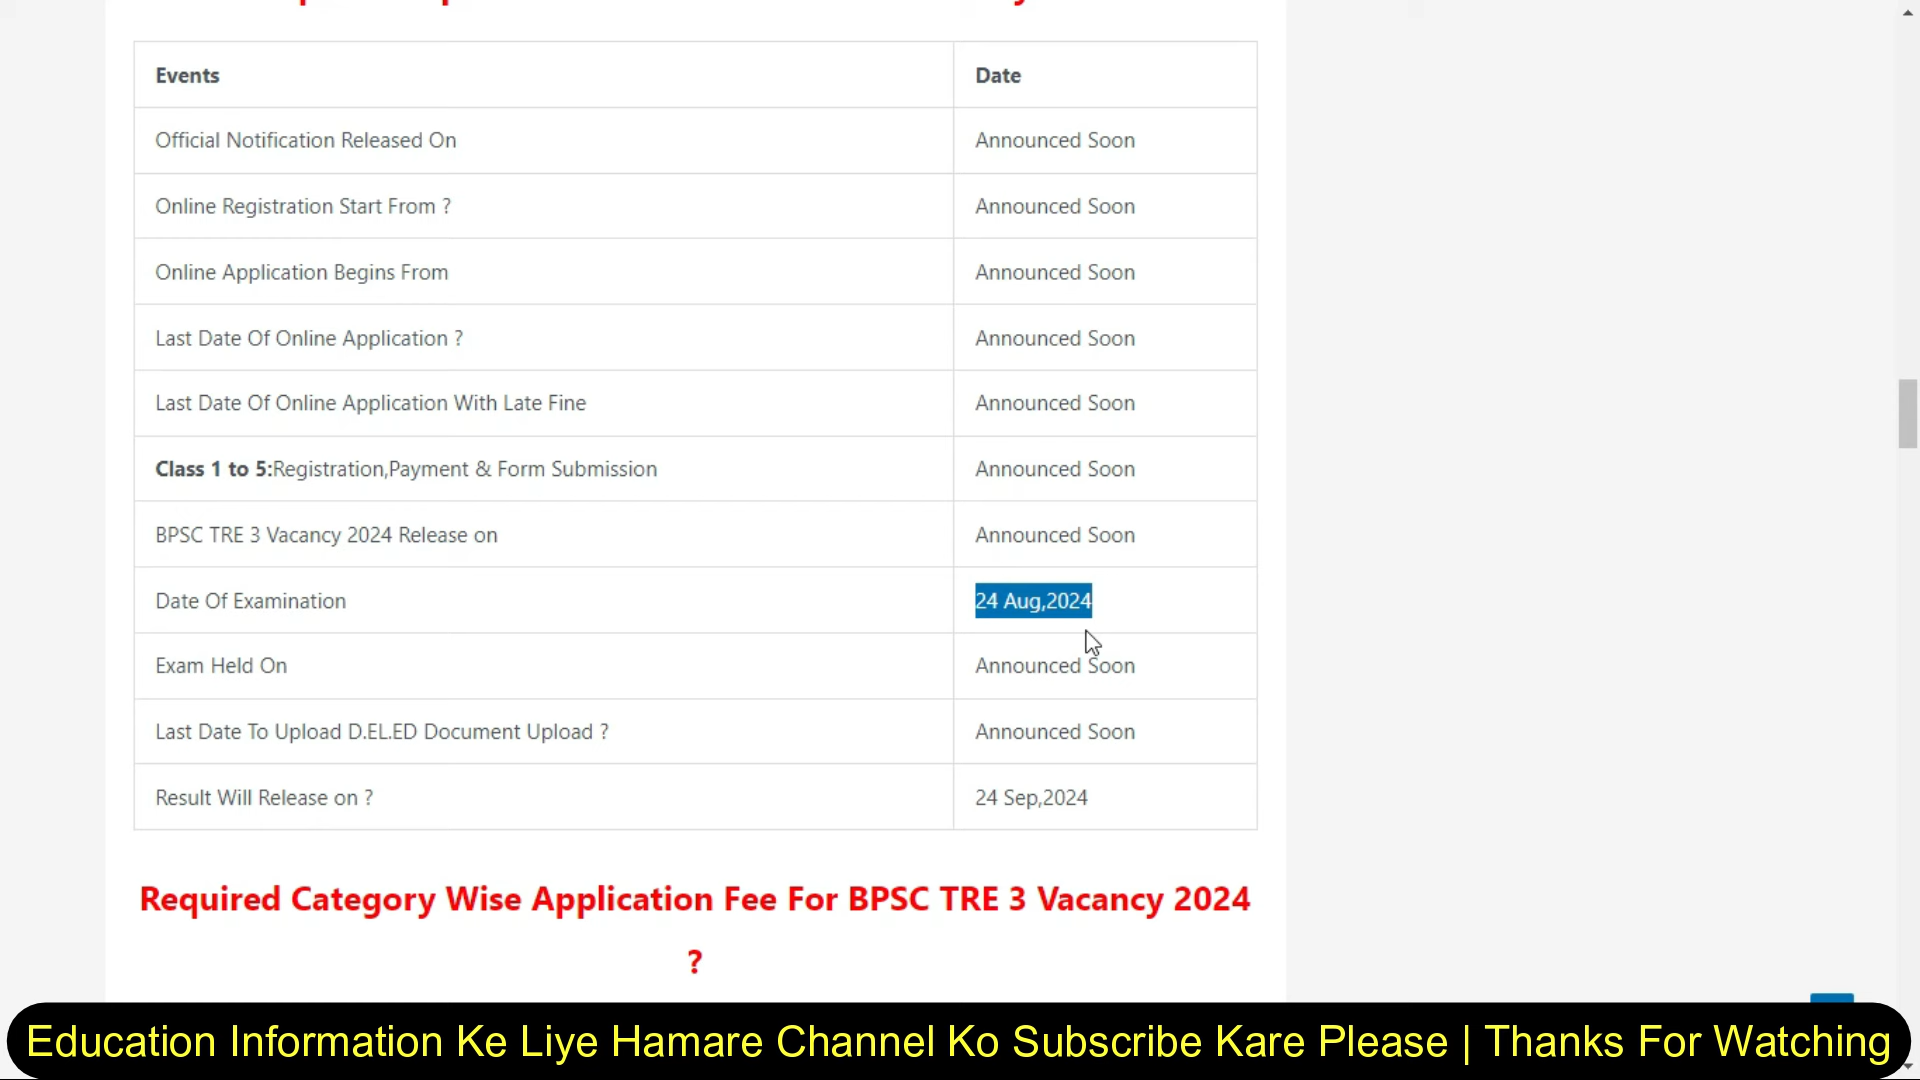 Events Date
Official Notification Released On Announced Soon
Online Registration Start From ? Announced Soon
Online Application Begins From Announced Soon
Last Date Of Online Application ? Announced Soon
Last Date Of Online Application With Late Fine Announced Soon
Class 1 to 5:Registration,Payment & Form Submission Announced Soon
BPSC TRE 3 Vacancy 2024 Release on Announced Soon
Date Of Examination 24 Aug,2024
Exam Held On Announced Soon
Last Date To Upload D.EL.ED Document Upload ? Announced Soon
Result Will Release on ? 24 Sep,2024
Required Category Wise Application Fee For BPSC TRE 3 Vacancy 2024
?
Education Information Ke Liye Hamare Channel Ko Subscribe Kare Please | Thanks For Watching